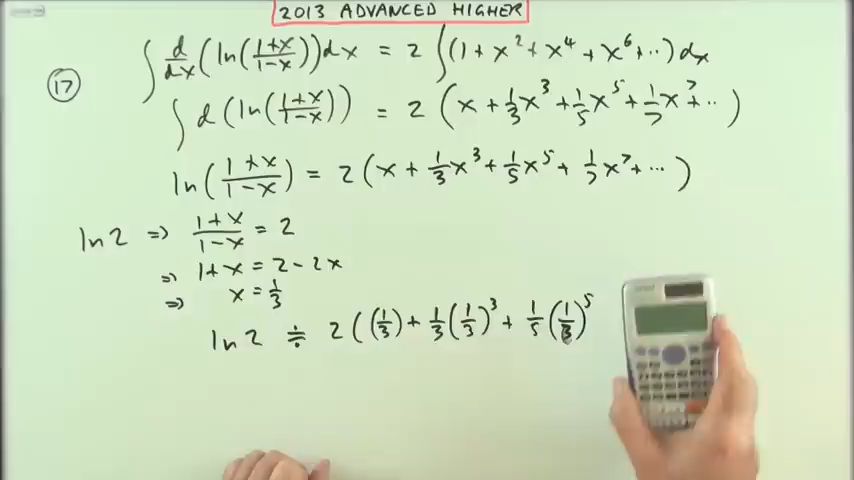 2013 ADVANCED HIGHER
17
∫ d/dx (ln((1+x)/(1-x))) dx = 2 ∫(1 + x² + x⁴ + x⁶ + ..) dx
∫ d(ln((1+x)/(1-x))) = 2(x + 1/3 x³ + 1/5 x⁵ + 1/7 x⁷ + ..)
ln((1+x)/(1-x)) = 2(x + 1/3 x³ + 1/5 x⁵ + 1/7 x⁷ + ...)
ln 2 => (1+x)/(1-x) = 2
=> 1+x = 2-2x
=> x = 1/3
ln 2 ≑ 2((1/3) + 1/3(1/3)³ + 1/5(1/3)⁵